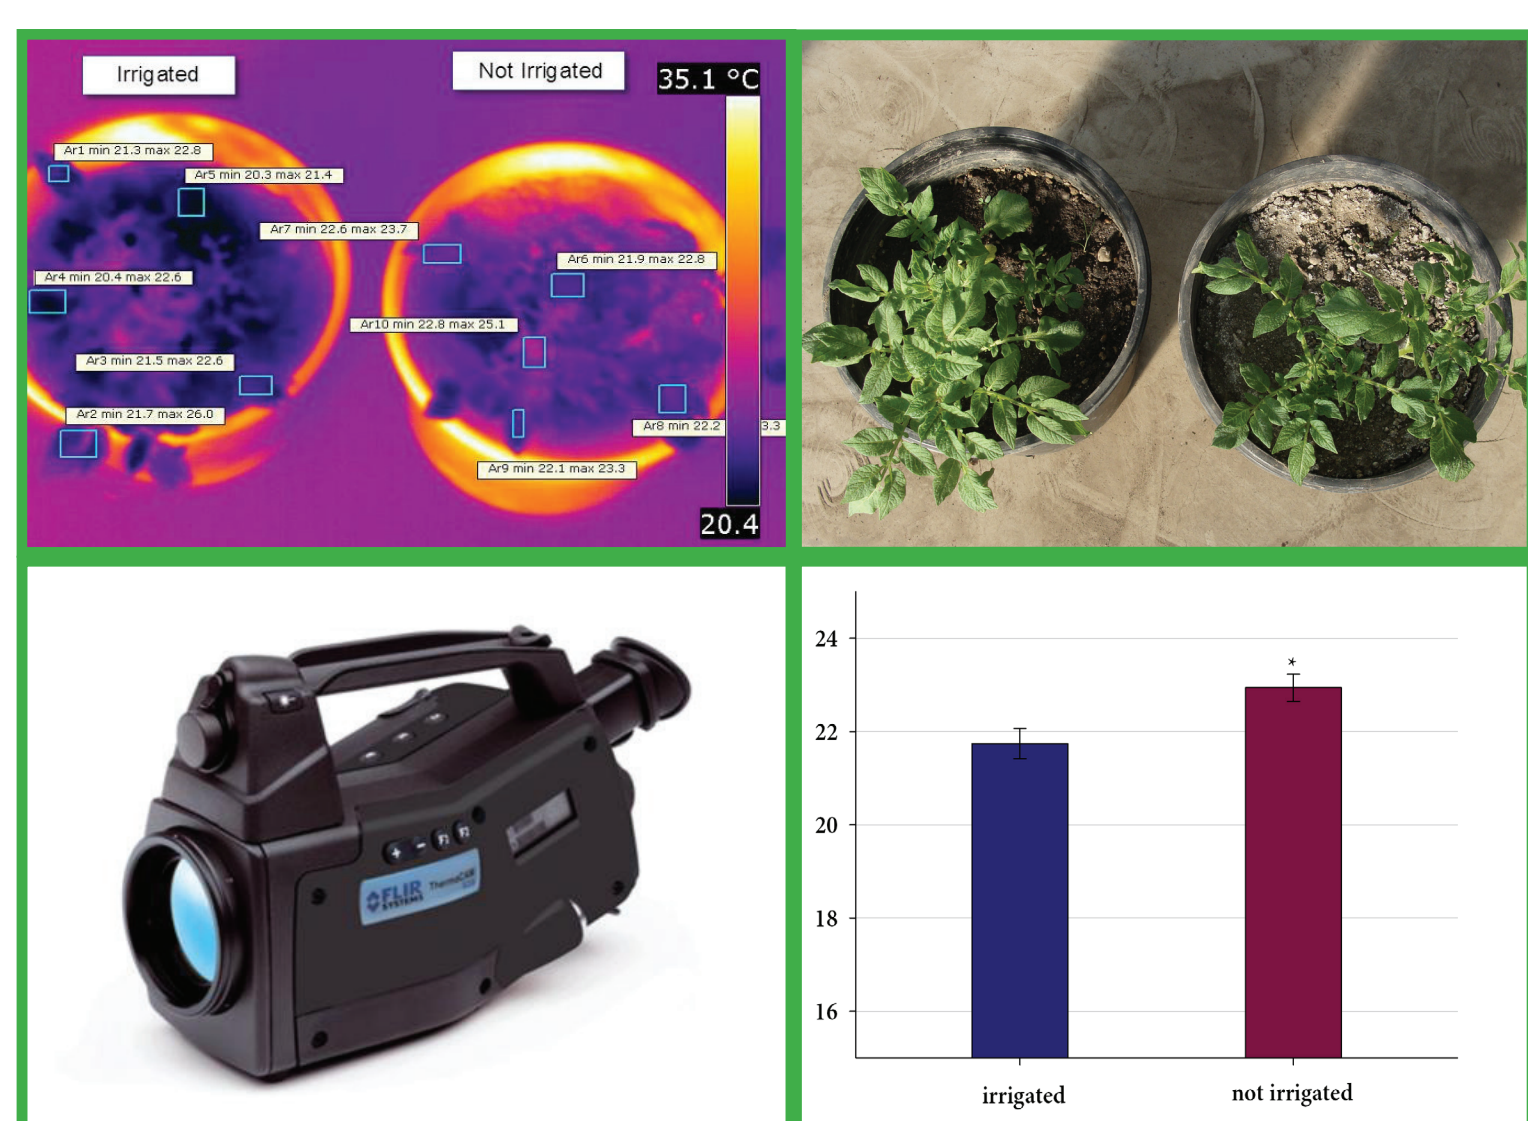 Irrigated
Not Irrigated
35.1 °C
Ar1 min 21.3 max 22.8
Ar5 min 20.3 max 21.4
Ar7 min 22.6 max 23.7
Ar6 min 21.9 max 22.8
Ar4 min 20.4 max 22.6
Ar10 min 22.8 max 25.1
Ar3 min 21.5 max 22.6
Ar2 min 21.7 max 26.0
Ar8 min 22.2 3.3
Ar9 min 22.1 max 23.3
20.4
+ -
FLIR
SYSTEMS
ThermaCAM
24
*
22
20
18
16
irrigated
not irrigated